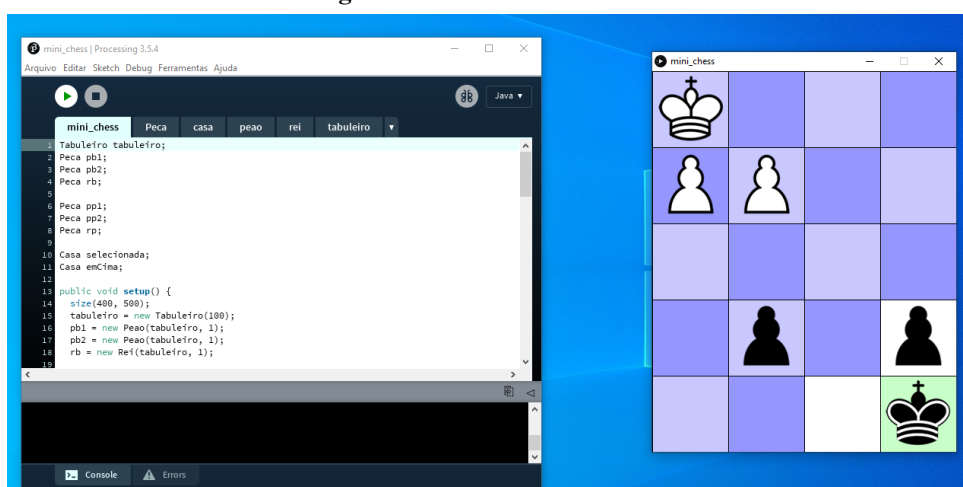 mini_chess | Processing 3.5.4
Arquivo Editar Sketch Debug Ferramentas Ajuda
Java ▾
mini_chess Peca casa peao rei tabuleiro ▾
1 Tabuleiro tabuleiro;
2 Peca pb1;
3 Peca pb2;
4 Peca rb;
5
6 Peca pp1;
7 Peca pp2;
8 Peca rp;
9
10 Casa selecionada;
11 Casa emCima;
12
13 public void setup() {
14 size(400, 500);
15 tabuleiro = new Tabuleiro(100);
16 pb1 = new Peao(tabuleiro, 1);
17 pb2 = new Peao(tabuleiro, 1);
18 rb = new Rei(tabuleiro, 1);
19
Console Errors
mini_chess